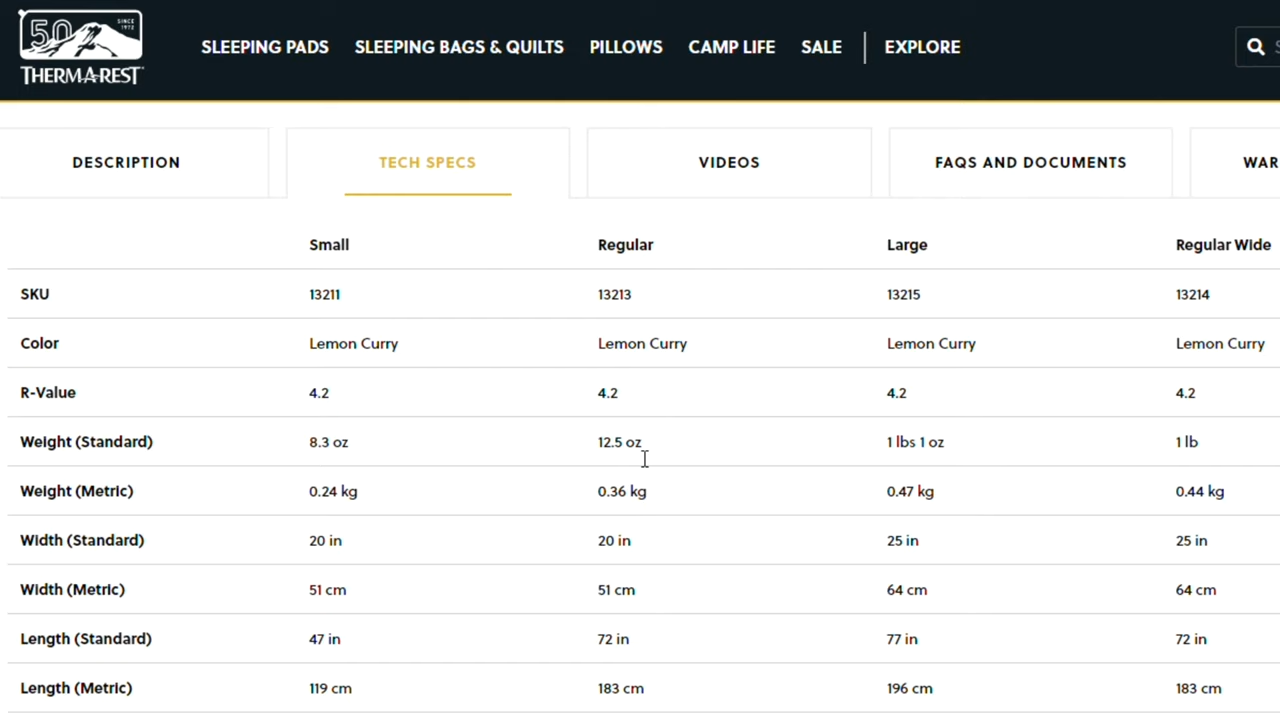 50 SINCE 1972
THERM-A-REST
SLEEPING PADS SLEEPING BAGS & QUILTS PILLOWS CAMP LIFE SALE EXPLORE
DESCRIPTION TECH SPECS VIDEOS FAQS AND DOCUMENTS WAR
Small Regular Large Regular Wide
SKU 13211 13213 13215 13214
Color Lemon Curry Lemon Curry Lemon Curry Lemon Curry
R-Value 4.2 4.2 4.2 4.2
Weight (Standard) 8.3 oz 12.5 oz 1 lbs 1 oz 1 lb
Weight (Metric) 0.24 kg 0.36 kg 0.47 kg 0.44 kg
Width (Standard) 20 in 20 in 25 in 25 in
Width (Metric) 51 cm 51 cm 64 cm 64 cm
Length (Standard) 47 in 72 in 77 in 72 in
Length (Metric) 119 cm 183 cm 196 cm 183 cm